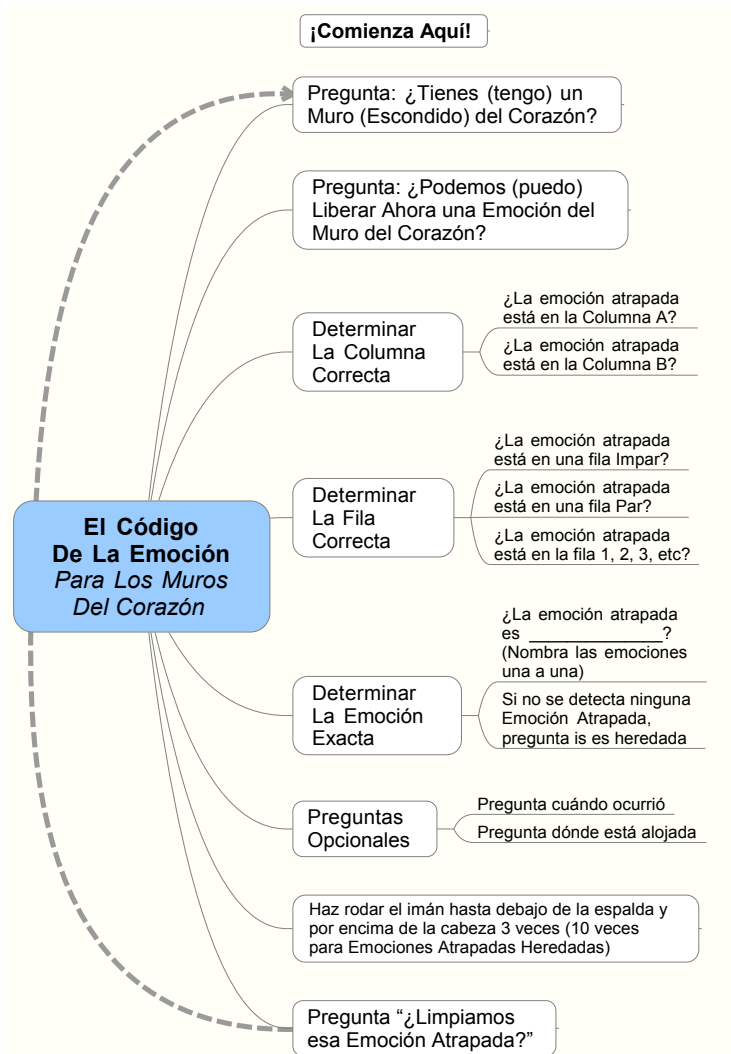 ¡Comienza Aquí!
Pregunta: ¿Tienes (tengo) un
Muro (Escondido) del Corazón?
Pregunta: ¿Podemos (puedo)
Liberar Ahora una Emoción del
Muro del Corazón?
Determinar
La Columna
Correcta
¿La emoción atrapada
está en la Columna A?
¿La emoción atrapada
está en la Columna B?
Determinar
La Fila
Correcta
¿La emoción atrapada
está en una fila Impar?
¿La emoción atrapada
está en una fila Par?
¿La emoción atrapada
está en la fila 1, 2, 3, etc?
El Código
De La Emoción
Para Los Muros
Del Corazón
Determinar
La Emoción
Exacta
¿La emoción atrapada
es ______________?
(Nombra las emociones
una a una)
Si no se detecta ninguna
Emoción Atrapada,
pregunta is es heredada
Preguntas
Opcionales
Pregunta cuándo ocurrió
Pregunta dónde está alojada
Haz rodar el imán hasta debajo de la espalda y
por encima de la cabeza 3 veces (10 veces
para Emociones Atrapadas Heredadas)
Pregunta “¿Limpiamos
esa Emoción Atrapada?”